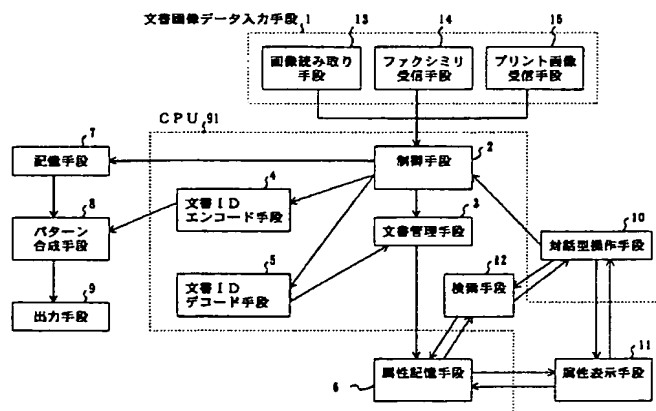 文書画像データ入力手段
1
13
14
15
画像読み取り
手段
ファクシミリ
受信手段
プリント画像
受信手段
CPU
91
7
記憶手段
2
制御手段
4
文書ID
エンコード手段
8
パターン
合成手段
3
文書管理手段
10
対話型操作手段
5
文書ID
デコード手段
12
検索手段
9
出力手段
属性記憶手段
6
11
属性表示手段